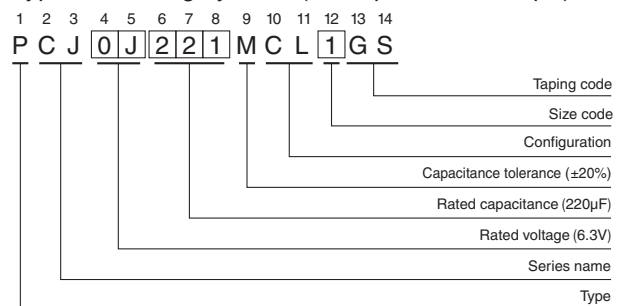 1 2 3 4 5 6 7 8 9 10 11 12 13 14
P C J 0 J 2 2 1 M C L 1 G S
Taping code
Size code
Configuration
Capacitance tolerance (±20%)
Rated capacitance (220µF)
Rated voltage (6.3V)
Series name
Type